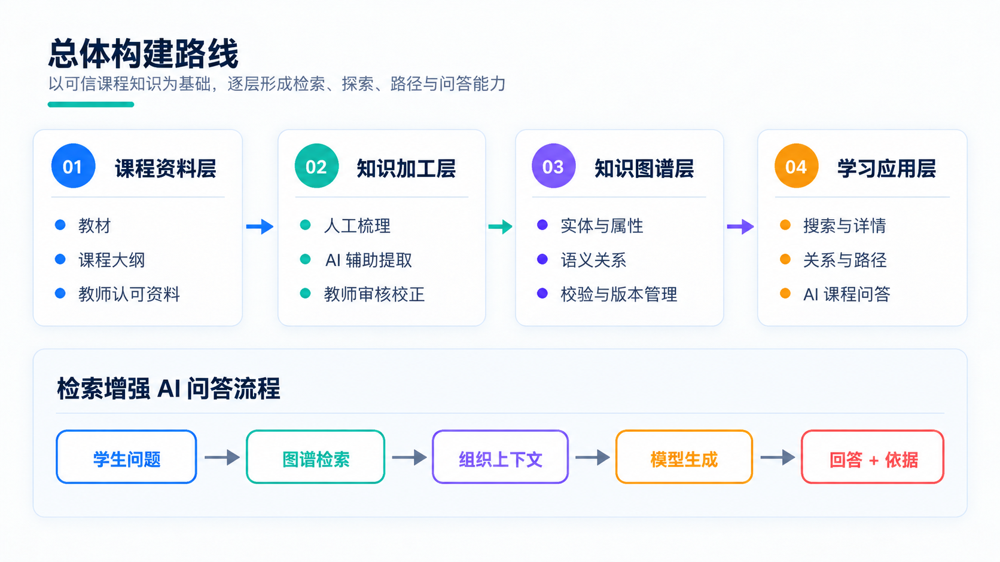 总体构建路线
以可信课程知识为基础，逐层形成检索、探索、路径与问答能力
01 课程资料层
教材
课程大纲
教师认可资料
02 知识加工层
人工梳理
AI 辅助提取
教师审核校正
03 知识图谱层
实体与属性
语义关系
校验与版本管理
04 学习应用层
搜索与详情
关系与路径
AI 课程问答
检索增强 AI 问答流程
学生问题
图谱检索
组织上下文
模型生成
回答 + 依据